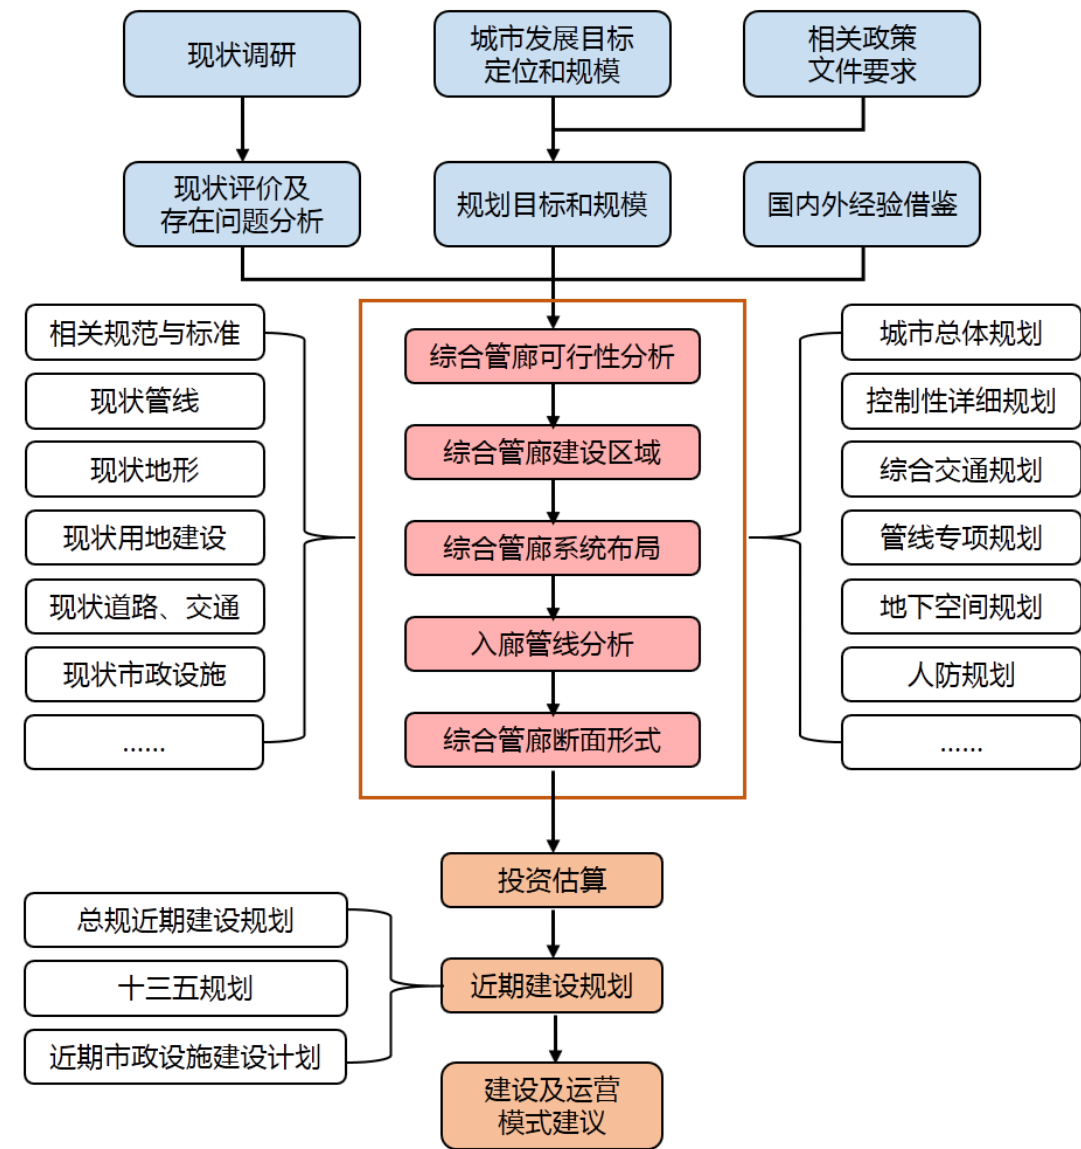 现状调研
城市发展目标
定位和规模
相关政策
文件要求
现状评价及
存在问题分析
规划目标和规模
国内外经验借鉴
相关规范与标准
现状管线
现状地形
现状用地建设
现状道路、交通
现状市政设施
......
综合管廊可行性分析
综合管廊建设区域
综合管廊系统布局
入廊管线分析
综合管廊断面形式
城市总体规划
控制性详细规划
综合交通规划
管线专项规划
地下空间规划
人防规划
......
投资估算
总规近期建设规划
十三五规划
近期市政设施建设计划
近期建设规划
建设及运营
模式建议